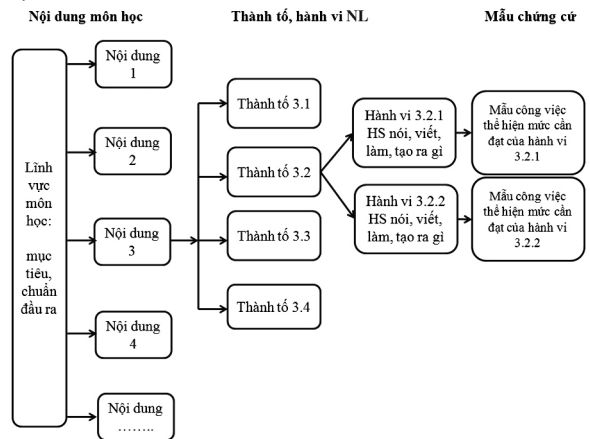 Nội dung môn học
Thành tố, hành vi NL
Mẫu chứng cứ
Lĩnh
vực
môn
học:
mục
tiêu,
chuẩn
đầu ra
Nội dung
1
Nội dung
2
Nội dung
3
Nội dung
4
Nội dung
........
Thành tố 3.1
Thành tố 3.2
Thành tố 3.3
Thành tố 3.4
Hành vi 3.2.1
HS nói, viết,
làm, tạo ra gì
Hành vi 3.2.2
HS nói, viết,
làm, tạo ra gì
Mẫu công việc
thể hiện mức cần
đạt của hành vi
3.2.1
Mẫu công việc
thể hiện mức cần
đạt của hành vi
3.2.2